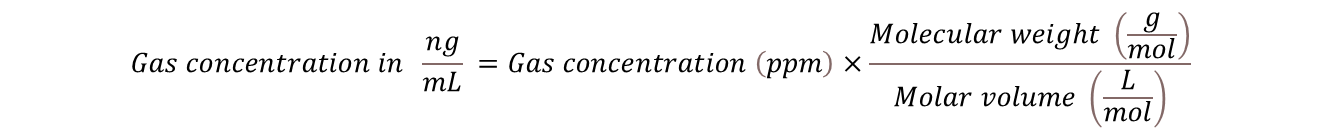 Gas concentration in ng/mL = Gas concentration (ppm) × Molecular weight (g/mol) / Molar volume (L/mol)